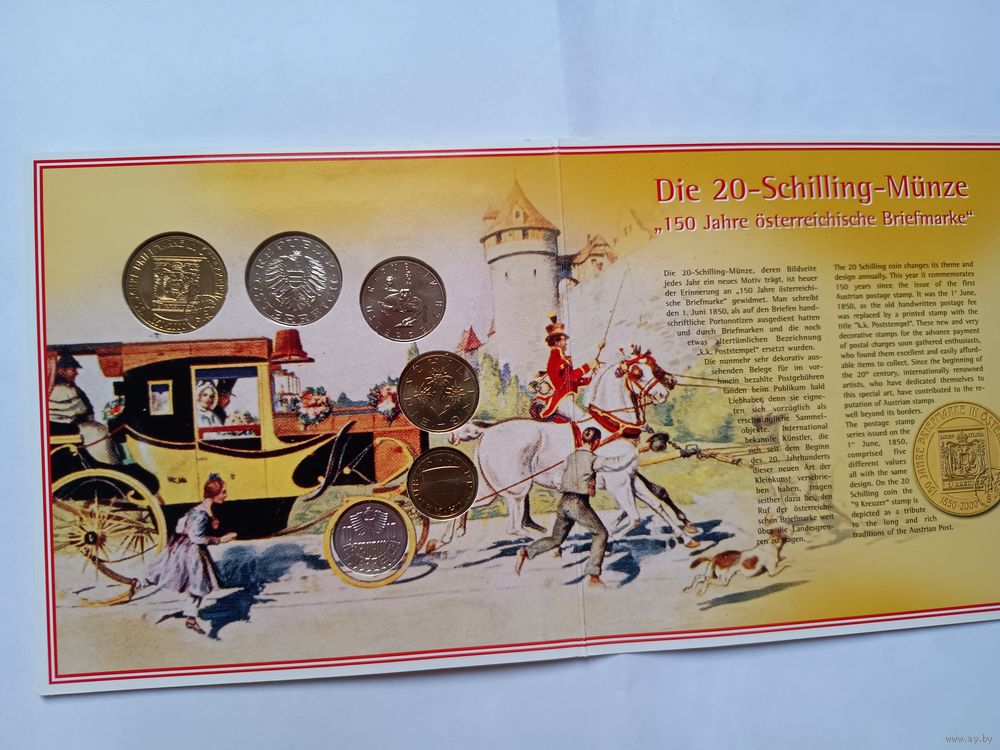 Die 20-Schilling-Münze
„150 Jahre österreichische Briefmarke“
Die 20-Schilling-Münze, deren Bildseite
jedes Jahr ein neues Motiv trägt, ist heuer
der Erinnerung an "150 Jahre österreichi-
sche Briefmarke" gewidmet. Man schreibt
den 1. Juni 1850, als auf den Briefen hand-
schriftliche Portonotizen ausgedient hatten
und durch Briefmarken und die noch
etwas altertümlichen Bezeichnung
"k.k. Poststempel" ersetzt wurden.
Die nunmehr sehr dekorativ aus-
sehenden Belege für im vor-
hinein bezahlte Postgebühren
fanden beim Publikum bald
Liebhaber, denn sie eigne-
ten sich vorzüglich als
erschwingliche Sammel-
objekte. International
bekannte Künstler, die
sich seit dem Beginn
des 20. Jahrhunderts
dieser neuen Art der
Kleinkunst verschrie-
ben haben, tragen
seither dazu bei, den
Ruf der österreichi-
schen Briefmarke weit
über die Landesgren-
zen zu tragen.
The 20 Schilling coin changes its theme and
design annually. This year it commemorates
150 years since the issue of the first
Austrian postage stamp. It was the 1st June,
1850, as the old handwritten postage fee
was replaced by a printed stamp with the
title "k.k. Poststempel". These new and very
decorative stamps for the advance payment
of postal charges soon gathered enthusiasts,
who found them excellent and easily afford-
able items to collect. Since the beginning of
the 20th century, internationally renowned
artists, who have dedicated themselves to
this special art, have contributed to the re-
putation of Austrian stamps
well beyond its borders.
The postage stamp
series issued on the
1st June, 1850,
comprised five
different values
all with the same
design. On the 20
Schilling coin the
"9 Kreuzer" stamp is
depicted as a tribute
to the long and rich
traditions of the Austrian Post.
150 JAHRE BRIEFMARKE IN ÖST
1850-2000
www.ay.by